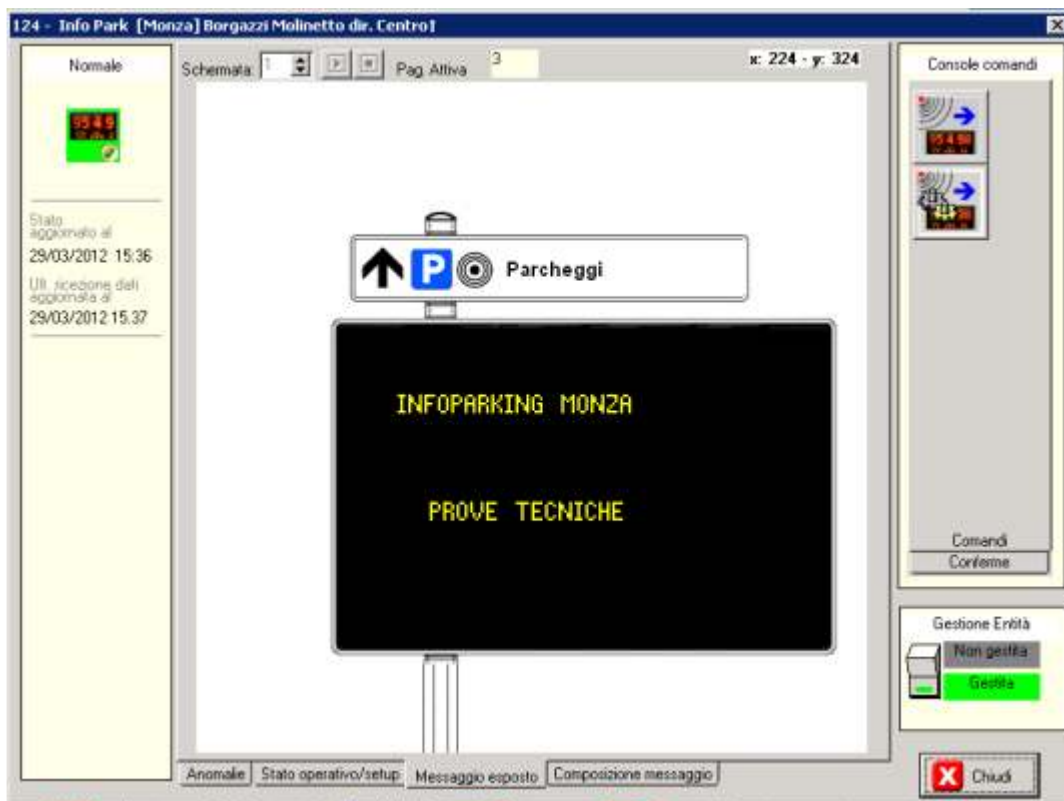 124 - Info Park [Monza] Borgazzi Molinetto dir. Centro1
Normale
Schermata: 1
Pag. Attiva 3
x: 224 - y: 324
Console comandi
Stato
aggiornato al
29/03/2012 15:36
Ult. ricezione dati
aggiornata al
29/03/2012 15.37
P Parcheggi
INFOPARKING MONZA
PROVE TECNICHE
Comandi
Conferme
Gestione Entità
Non gestita
Gestita
Anomalie
Stato operativo/setup
Messaggio esposto
Composizione messaggio
Chiudi